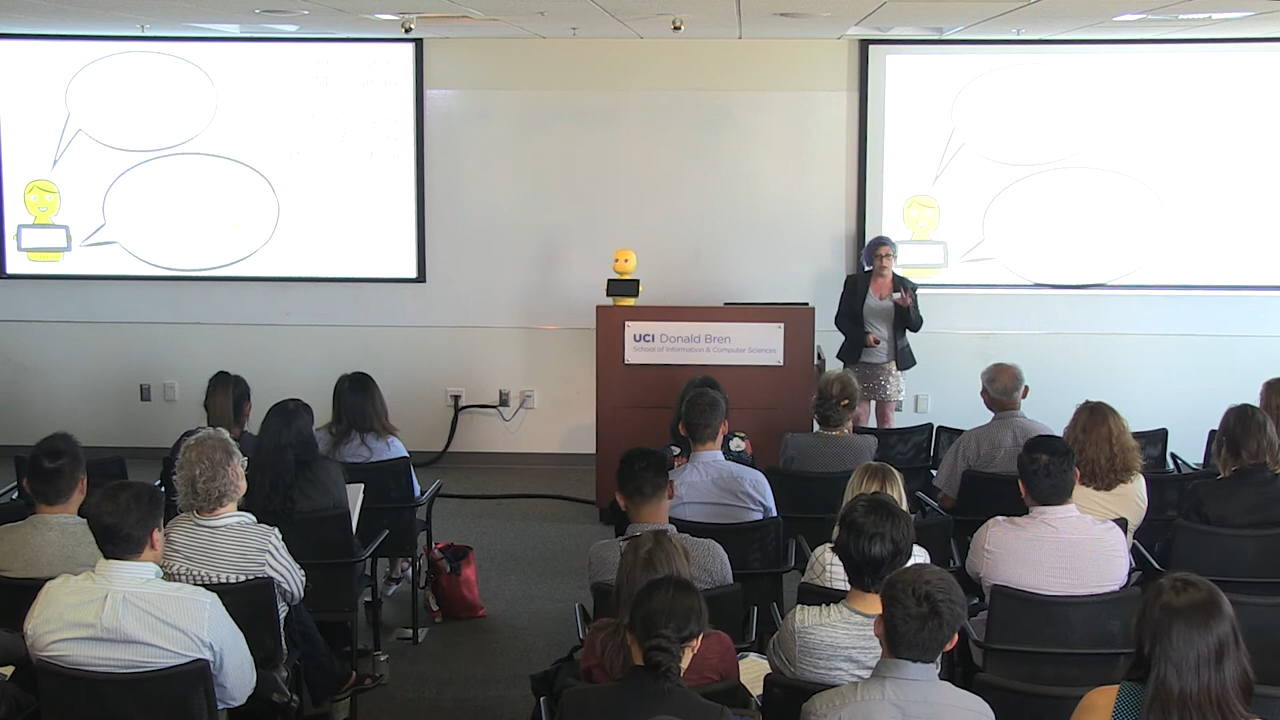 UCI Donald Bren
School of Information & Computer Sciences